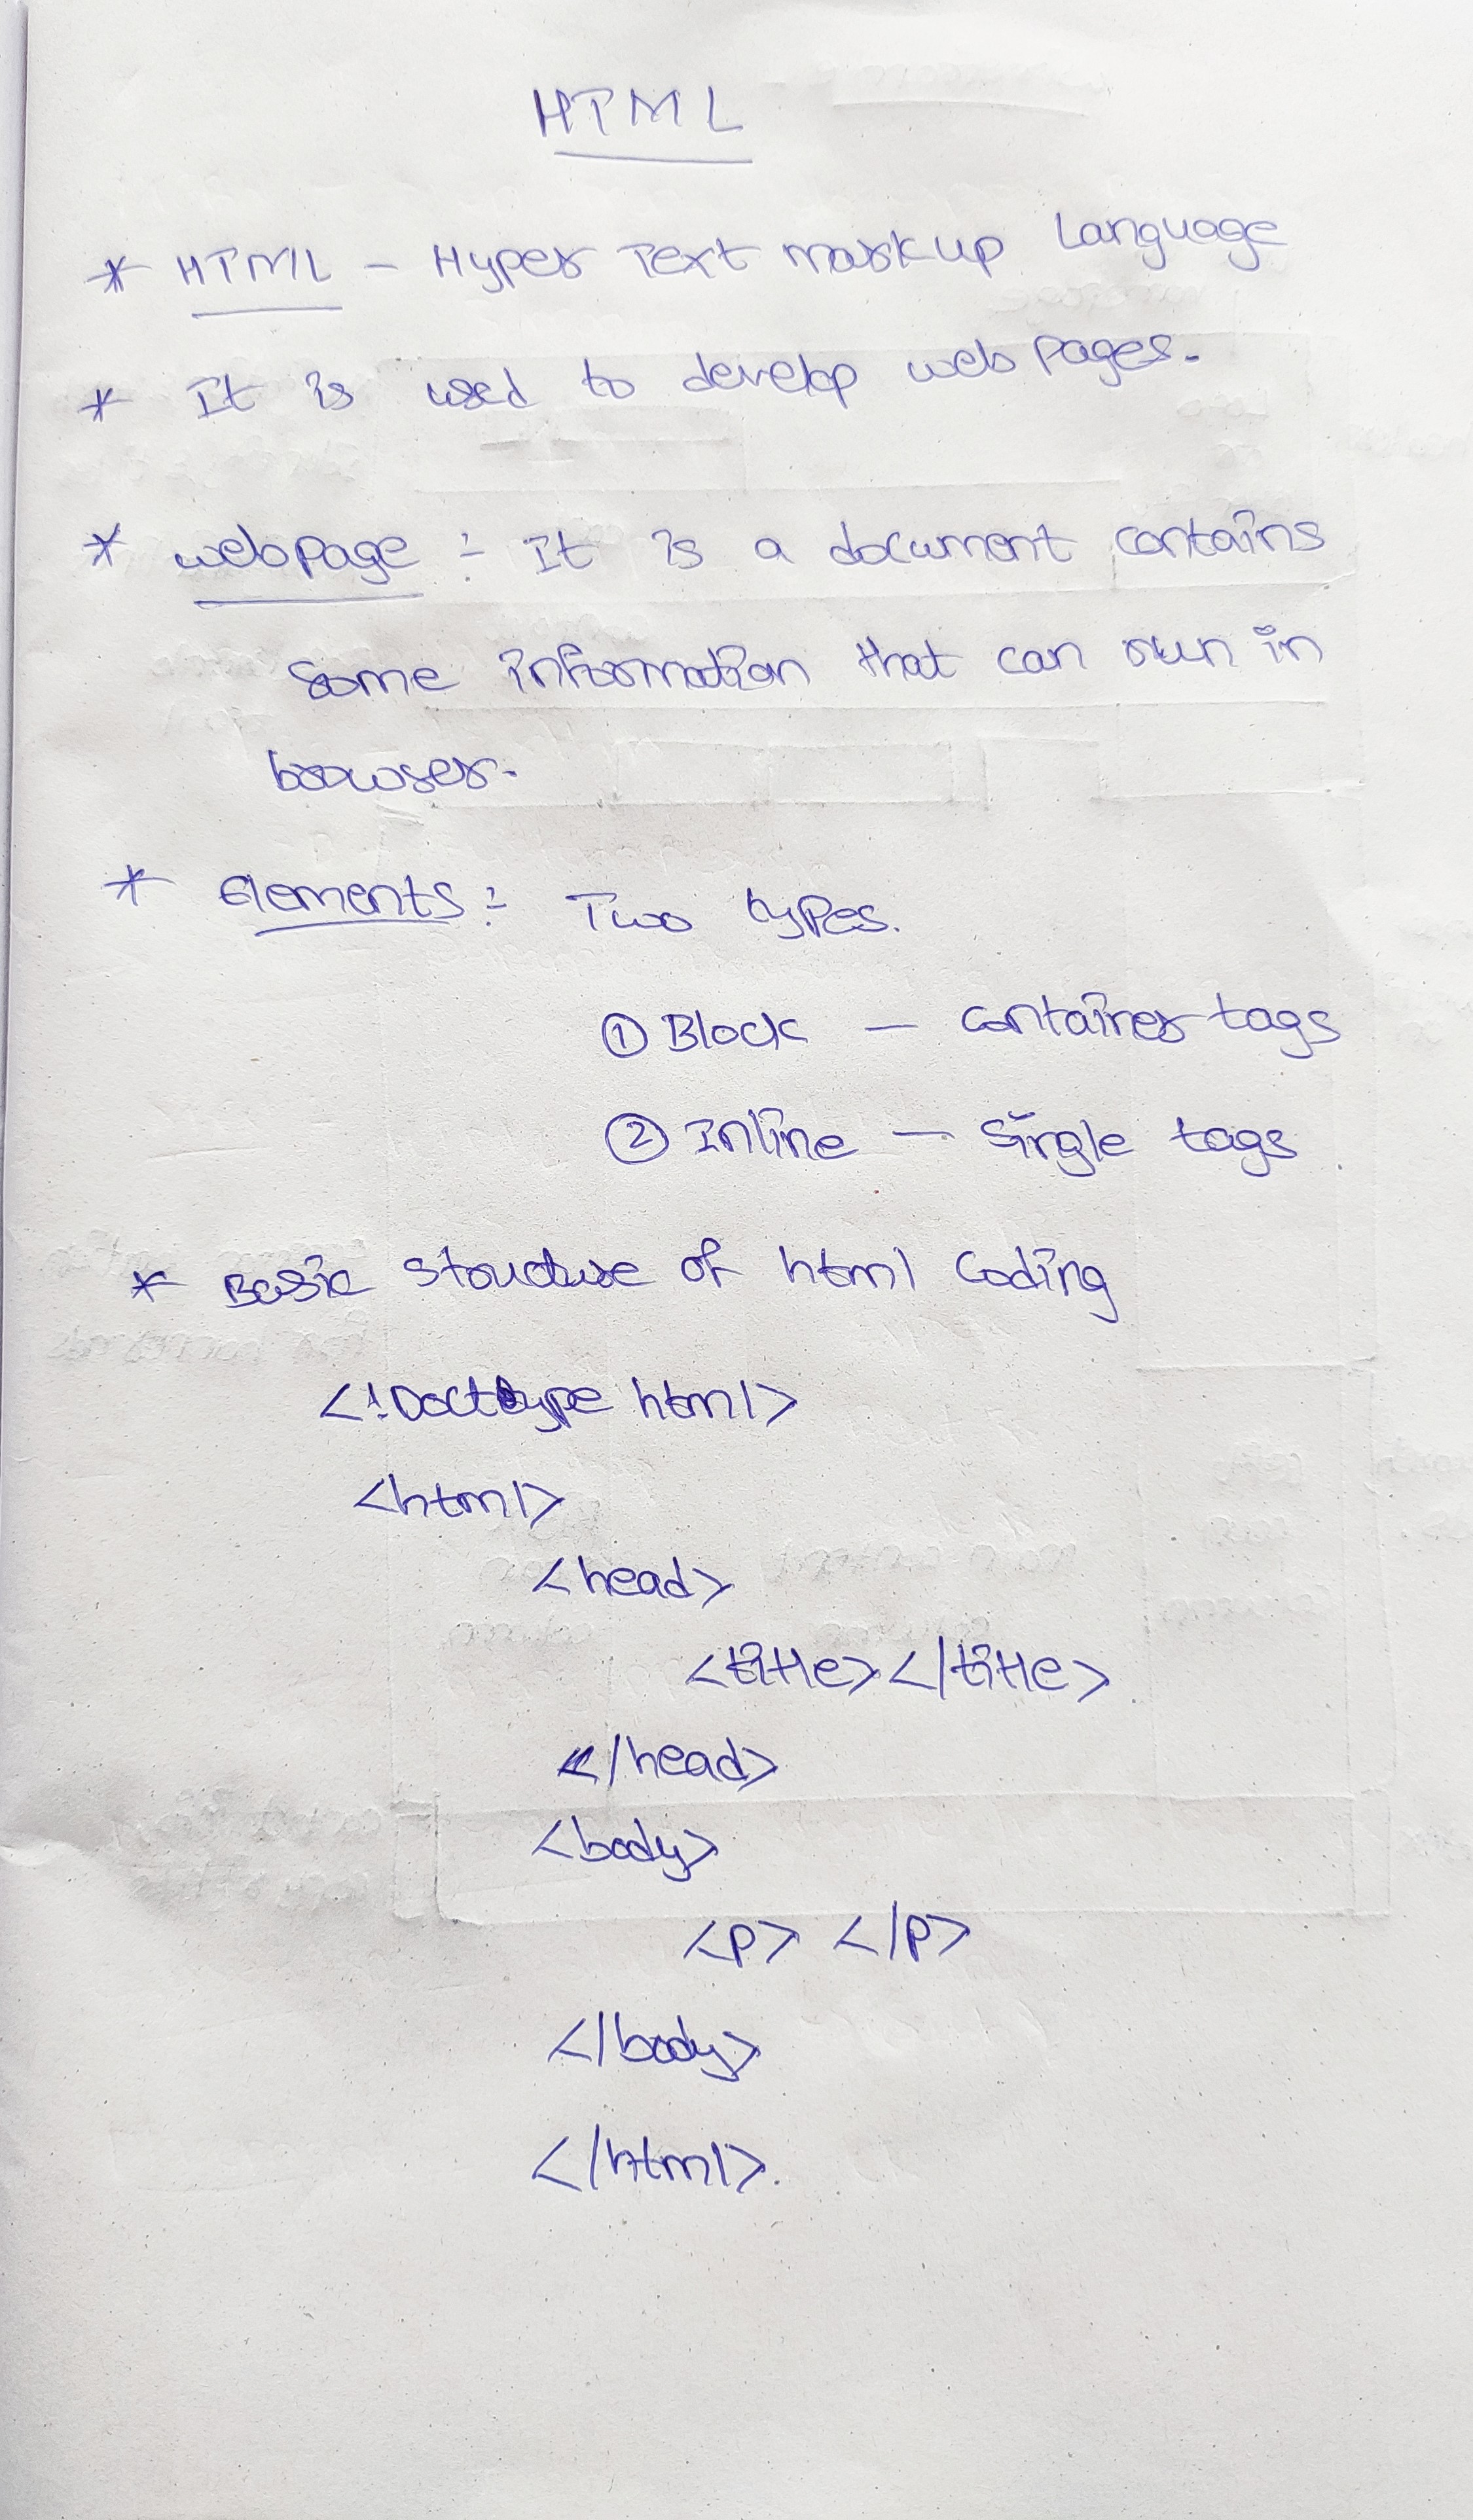 HTML
* HTML - Hyper Text markup Language
* It is used to develop web pages.
* webpage :- It is a document contains
some information that can run in
browser.
* Elements :- Two types.
① Block — container tags
② Inline — single tags
* Basic structure of html coding
<!Doctype html>
<html>
<head>
<title></title>
</head>
<body>
<p> </p>
</body>
</html>.